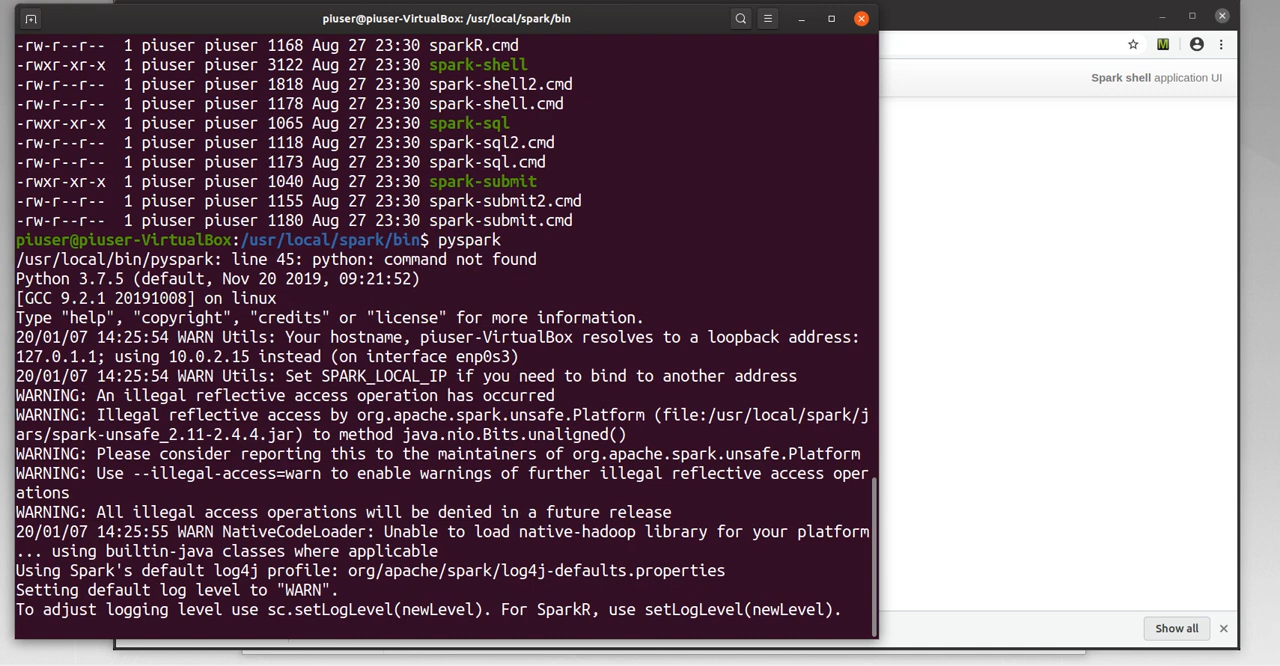 piuser@piuser-VirtualBox: /usr/local/spark/bin
-rw-r--r--  1 piuser piuser 1168 Aug 27 23:30 sparkR.cmd
-rwxr-xr-x  1 piuser piuser 3122 Aug 27 23:30 spark-shell
-rw-r--r--  1 piuser piuser 1818 Aug 27 23:30 spark-shell2.cmd
-rw-r--r--  1 piuser piuser 1178 Aug 27 23:30 spark-shell.cmd
-rwxr-xr-x  1 piuser piuser 1065 Aug 27 23:30 spark-sql
-rw-r--r--  1 piuser piuser 1118 Aug 27 23:30 spark-sql2.cmd
-rw-r--r--  1 piuser piuser 1173 Aug 27 23:30 spark-sql.cmd
-rwxr-xr-x  1 piuser piuser 1040 Aug 27 23:30 spark-submit
-rw-r--r--  1 piuser piuser 1155 Aug 27 23:30 spark-submit2.cmd
-rw-r--r--  1 piuser piuser 1180 Aug 27 23:30 spark-submit.cmd
piuser@piuser-VirtualBox:/usr/local/spark/bin$ pyspark
/usr/local/bin/pyspark: line 45: python: command not found
Python 3.7.5 (default, Nov 20 2019, 09:21:52)
[GCC 9.2.1 20191008] on linux
Type "help", "copyright", "credits" or "license" for more information.
20/01/07 14:25:54 WARN Utils: Your hostname, piuser-VirtualBox resolves to a loopback address:
127.0.1.1; using 10.0.2.15 instead (on interface enp0s3)
20/01/07 14:25:54 WARN Utils: Set SPARK_LOCAL_IP if you need to bind to another address
WARNING: An illegal reflective access operation has occurred
WARNING: Illegal reflective access by org.apache.spark.unsafe.Platform (file:/usr/local/spark/j
ars/spark-unsafe_2.11-2.4.4.jar) to method java.nio.Bits.unaligned()
WARNING: Please consider reporting this to the maintainers of org.apache.spark.unsafe.Platform
WARNING: Use --illegal-access=warn to enable warnings of further illegal reflective access oper
ations
WARNING: All illegal access operations will be denied in a future release
20/01/07 14:25:55 WARN NativeCodeLoader: Unable to load native-hadoop library for your platform
... using builtin-java classes where applicable
Using Spark's default log4j profile: org/apache/spark/log4j-defaults.properties
Setting default log level to "WARN".
To adjust logging level use sc.setLogLevel(newLevel). For SparkR, use setLogLevel(newLevel).
M
Spark shell application UI
Show all